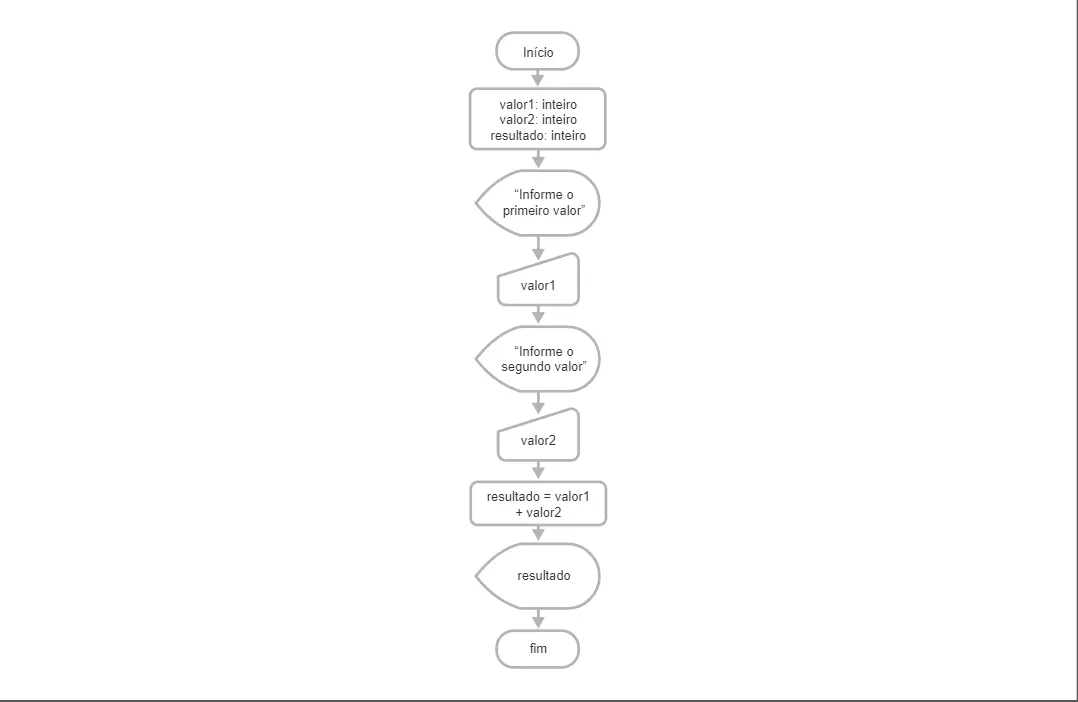 Início
valor1: inteiro
valor2: inteiro
resultado: inteiro
“Informe o
primeiro valor”
valor1
“Informe o
segundo valor”
valor2
resultado = valor1
+ valor2
resultado
fim